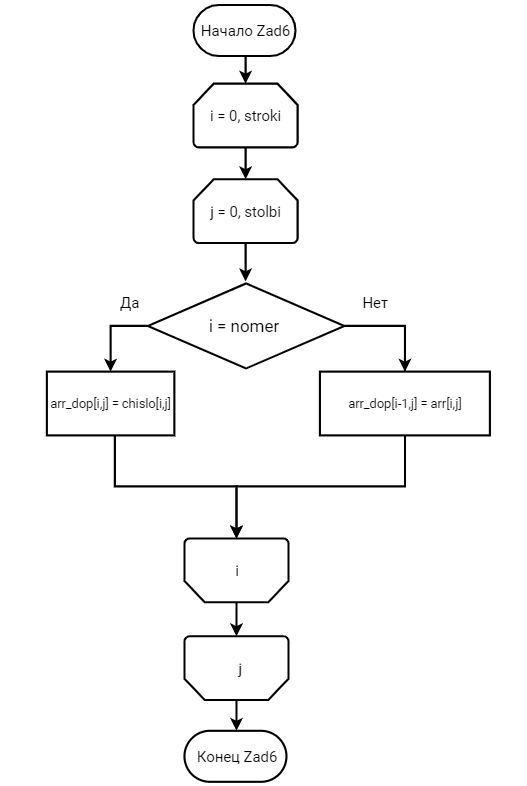 Начало Zad6
i = 0, stroki
j = 0, stolbi
Да
Нет
i = nomer
arr_dop[i,j] = chislo[i,j]
arr_dop[i-1,j] = arr[i,j]
i
j
Конец Zad6